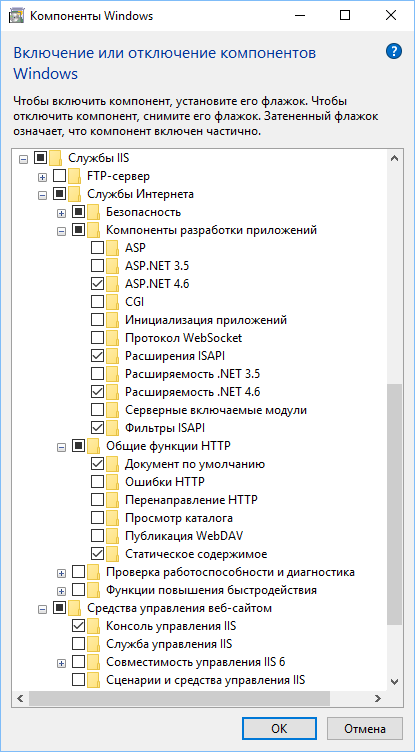 Компоненты Windows
Включение или отключение компонентов
Windows
Чтобы включить компонент, установите его флажок. Чтобы
отключить компонент, снимите его флажок. Затененный флажок
означает, что компонент включен частично.
Службы IIS
FTP-сервер
Службы Интернета
Безопасность
Компоненты разработки приложений
ASP
ASP.NET 3.5
ASP.NET 4.6
CGI
Инициализация приложений
Протокол WebSocket
Расширения ISAPI
Расширяемость .NET 3.5
Расширяемость .NET 4.6
Серверные включаемые модули
Фильтры ISAPI
Общие функции HTTP
Документ по умолчанию
Ошибки HTTP
Перенаправление HTTP
Просмотр каталога
Публикация WebDAV
Статическое содержимое
Проверка работоспособности и диагностика
Функции повышения быстродействия
Средства управления веб-сайтом
Консоль управления IIS
Служба управления IIS
Совместимость управления IIS 6
Сценарии и средства управления IIS
ОК
Отмена